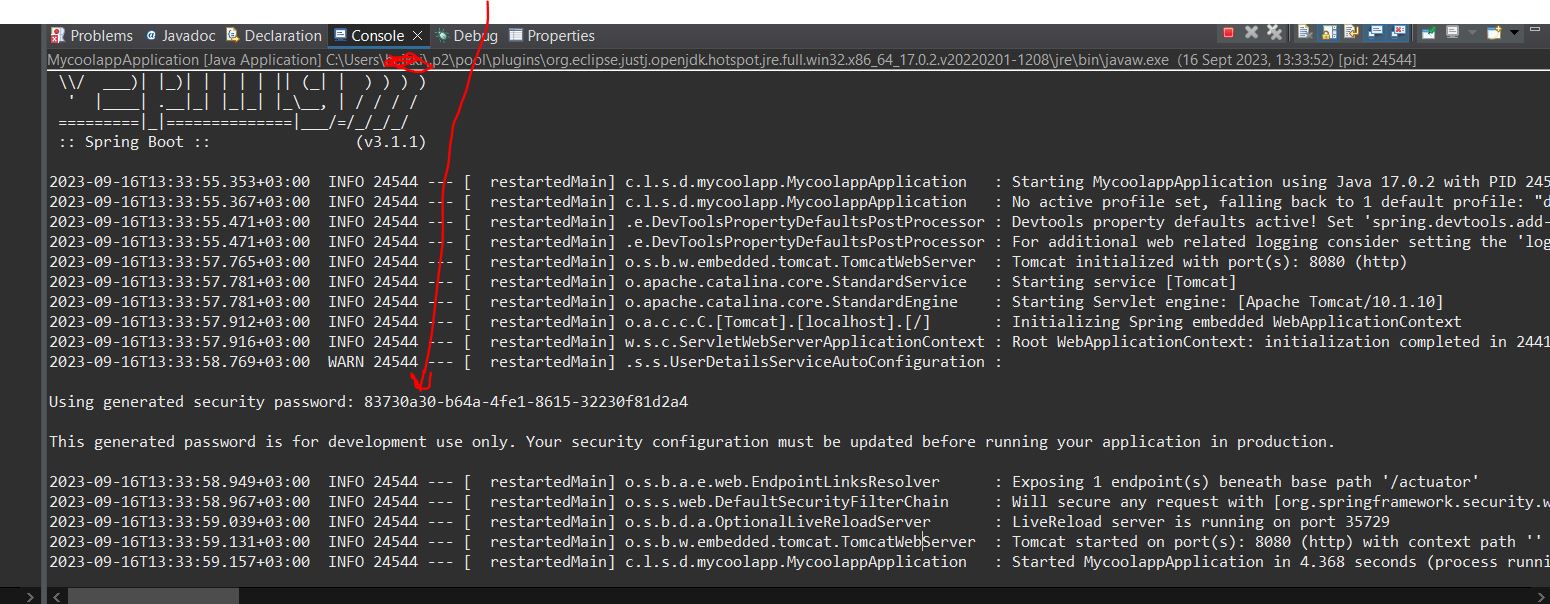 Problems Javadoc Declaration Console Debug Properties
MycoolappApplication [Java Application] C:\Users\ \.p2\pool\plugins\org.eclipse.justj.openjdk.hotspot.jre.full.win32.x86_64_17.0.2.v20220201-1208\jre\bin\javaw.exe (16 Sept 2023, 13:33:52) [pid: 24544]
 \\/  ___)| |_)| | | | | || (_| |  ) ) ) )
  '  |____| .__|_| |_|_| |_\__, | / / / /
 =========|_|==============|___/=/_/_/_/
 :: Spring Boot ::                (v3.1.1)
2023-09-16T13:33:55.353+03:00  INFO 24544 --- [  restartedMain] c.l.s.d.mycoolapp.MycoolappApplication   : Starting MycoolappApplication using Java 17.0.2 with PID 245
2023-09-16T13:33:55.367+03:00  INFO 24544 --- [  restartedMain] c.l.s.d.mycoolapp.MycoolappApplication   : No active profile set, falling back to 1 default profile: "d
2023-09-16T13:33:55.471+03:00  INFO 24544 --- [  restartedMain] .e.DevToolsPropertyDefaultsPostProcessor : Devtools property defaults active! Set 'spring.devtools.add-
2023-09-16T13:33:55.471+03:00  INFO 24544 --- [  restartedMain] .e.DevToolsPropertyDefaultsPostProcessor : For additional web related logging consider setting the 'log
2023-09-16T13:33:57.765+03:00  INFO 24544 --- [  restartedMain] o.s.b.w.embedded.tomcat.TomcatWebServer  : Tomcat initialized with port(s): 8080 (http)
2023-09-16T13:33:57.781+03:00  INFO 24544 --- [  restartedMain] o.apache.catalina.core.StandardService   : Starting service [Tomcat]
2023-09-16T13:33:57.781+03:00  INFO 24544 --- [  restartedMain] o.apache.catalina.core.StandardEngine    : Starting Servlet engine: [Apache Tomcat/10.1.10]
2023-09-16T13:33:57.912+03:00  INFO 24544 --- [  restartedMain] o.a.c.c.C.[Tomcat].[localhost].[/]       : Initializing Spring embedded WebApplicationContext
2023-09-16T13:33:57.916+03:00  INFO 24544 --- [  restartedMain] w.s.c.ServletWebServerApplicationContext : Root WebApplicationContext: initialization completed in 2441
2023-09-16T13:33:58.769+03:00  WARN 24544 --- [  restartedMain] .s.s.UserDetailsServiceAutoConfiguration :
Using generated security password: 83730a30-b64a-4fe1-8615-32230f81d2a4
This generated password is for development use only. Your security configuration must be updated before running your application in production.
2023-09-16T13:33:58.949+03:00  INFO 24544 --- [  restartedMain] o.s.b.a.e.web.EndpointLinksResolver      : Exposing 1 endpoint(s) beneath base path '/actuator'
2023-09-16T13:33:58.967+03:00  INFO 24544 --- [  restartedMain] o.s.s.web.DefaultSecurityFilterChain     : Will secure any request with [org.springframework.security.w
2023-09-16T13:33:59.039+03:00  INFO 24544 --- [  restartedMain] o.s.b.d.a.OptionalLiveReloadServer       : LiveReload server is running on port 35729
2023-09-16T13:33:59.131+03:00  INFO 24544 --- [  restartedMain] o.s.b.w.embedded.tomcat.TomcatWebServer  : Tomcat started on port(s): 8080 (http) with context path ''
2023-09-16T13:33:59.157+03:00  INFO 24544 --- [  restartedMain] c.l.s.d.mycoolapp.MycoolappApplication   : Started MycoolappApplication in 4.368 seconds (process runni